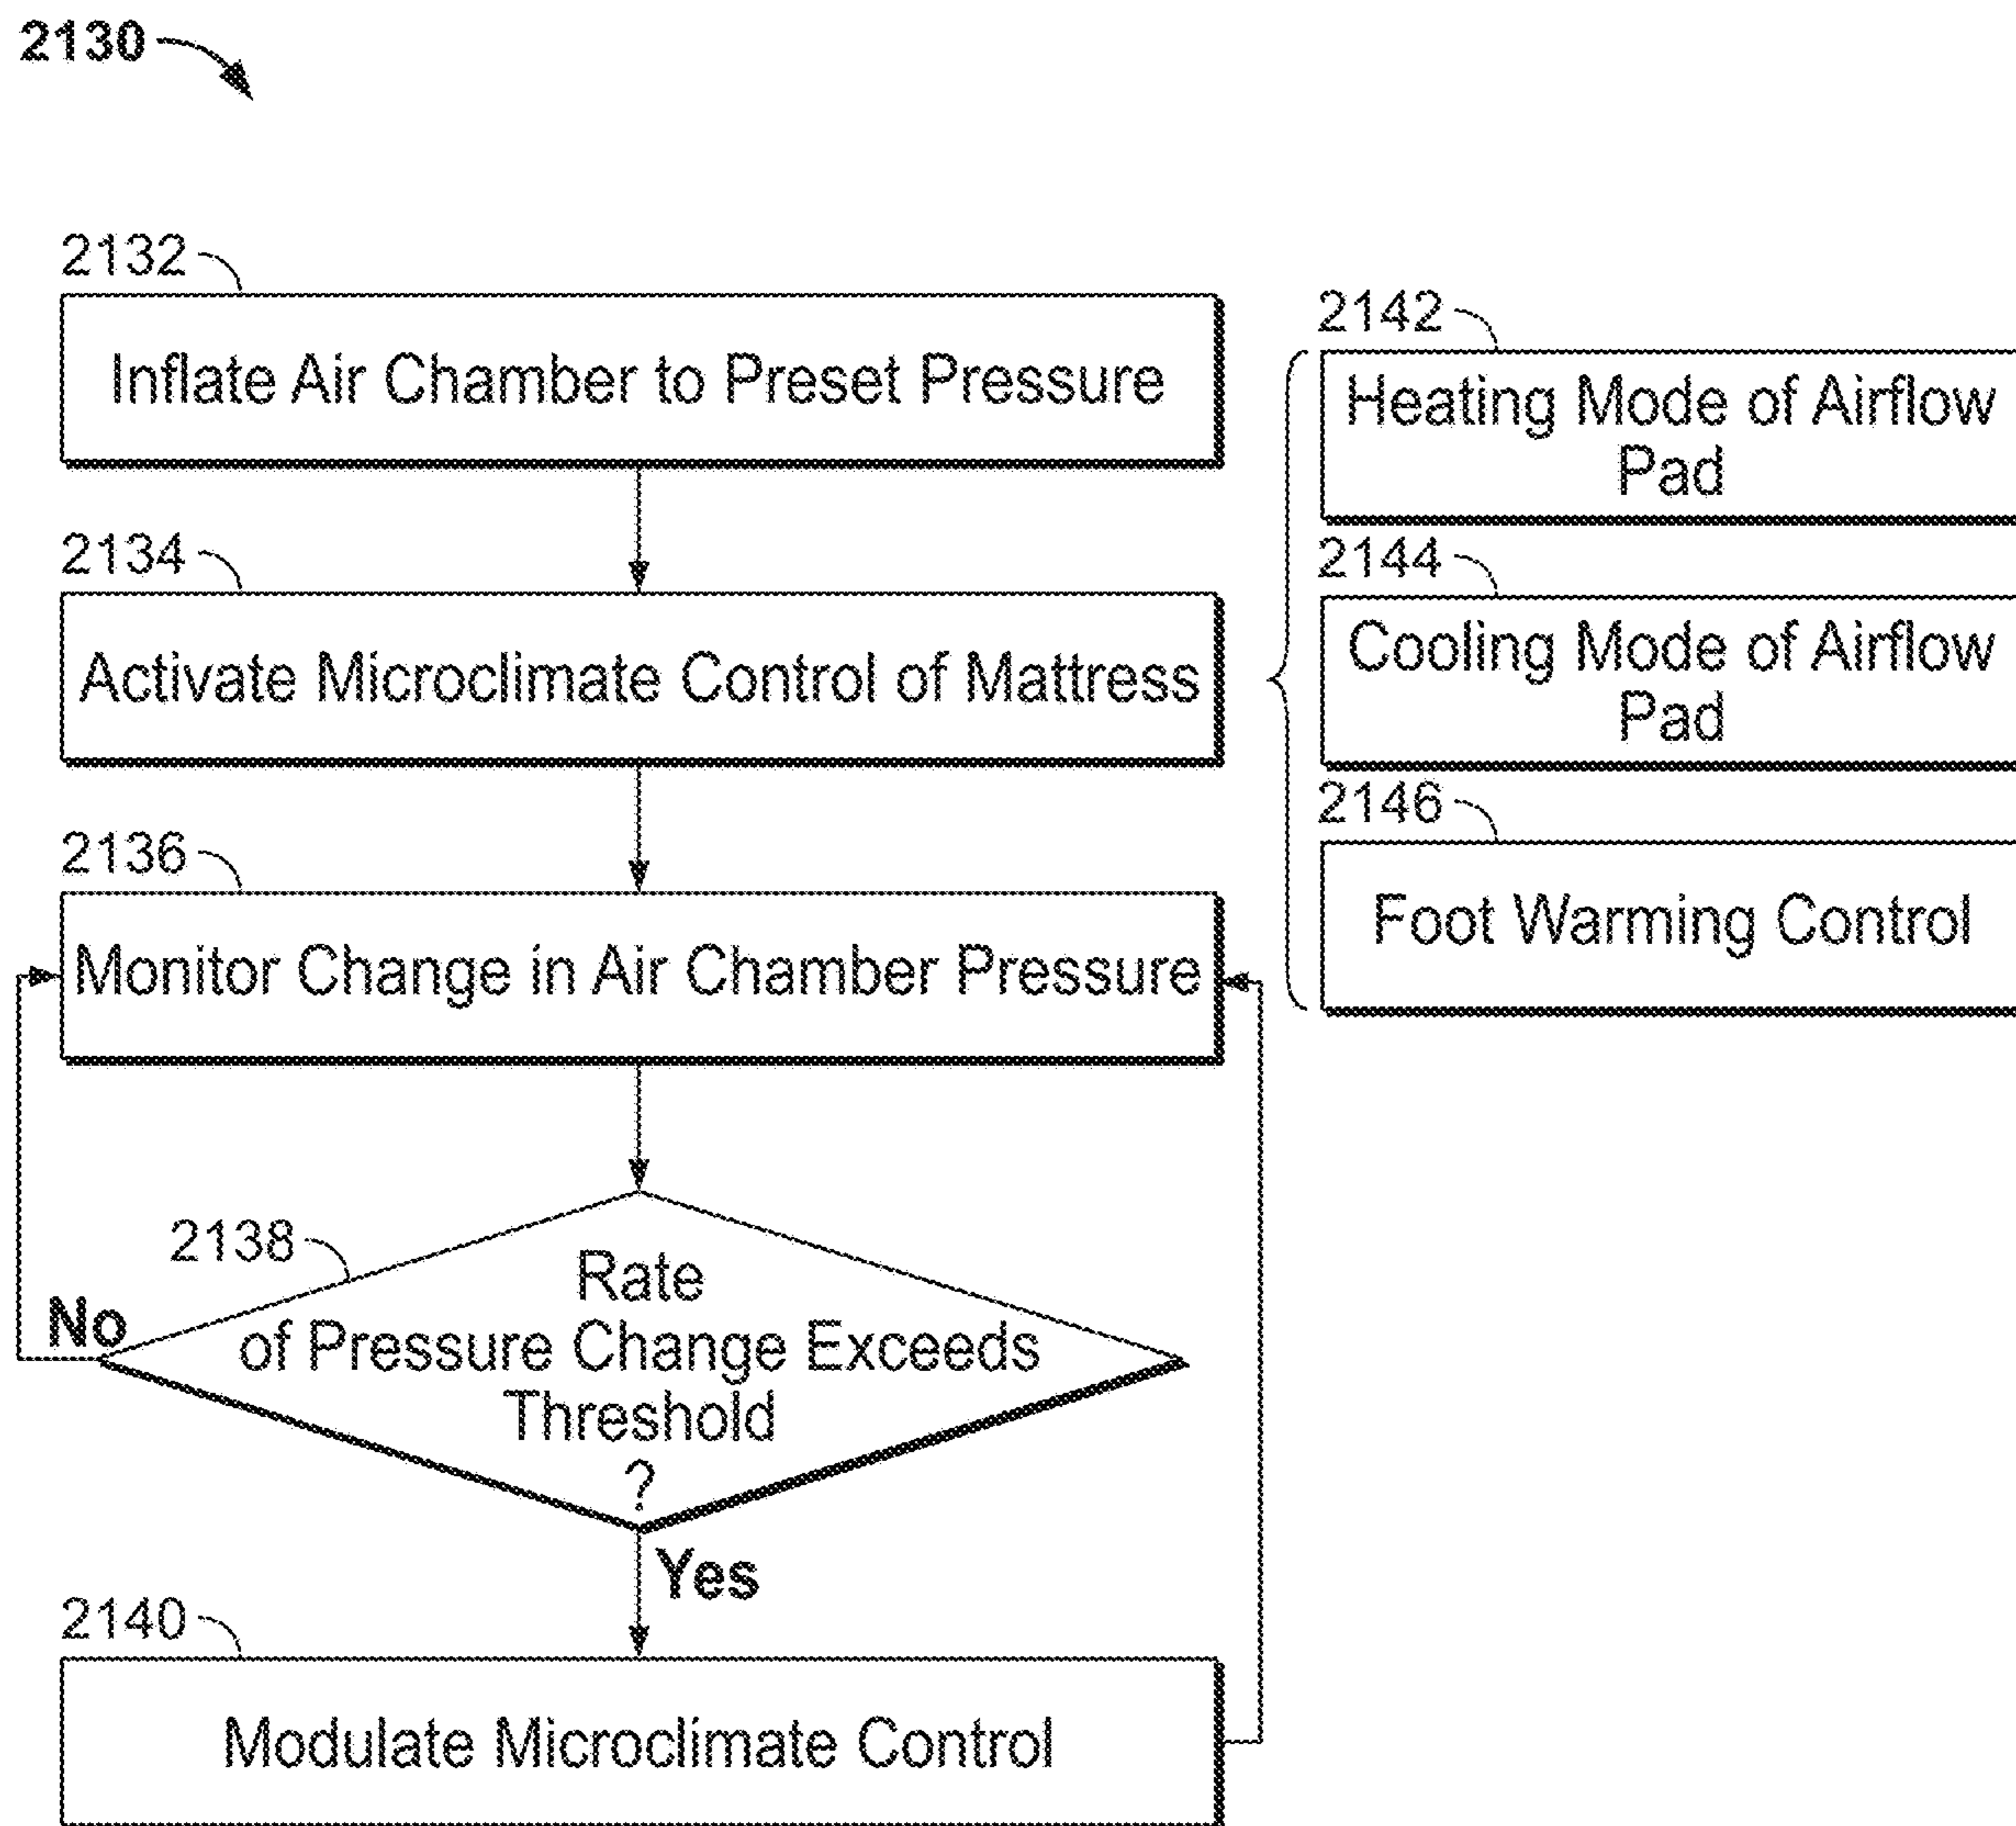 2130
2132
Inflate Air Chamber to Preset Pressure
2134
Activate Microclimate Control of Mattress
2136
Monitor Change in Air Chamber Pressure
2138
Rate
of Pressure Change Exceeds
Threshold
?
No
Yes
2140
Modulate Microclimate Control
2142
Heating Mode of Airflow
Pad
2144
Cooling Mode of Airflow
Pad
2146
Foot Warming Control